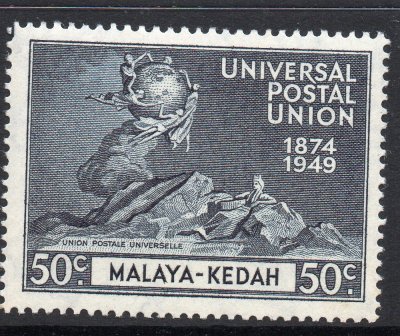 UNIVERSAL
POSTAL
UNION
1874
1949
UNION POSTALE UNIVERSELLE
50c. MALAYA-KEDAH 50c.